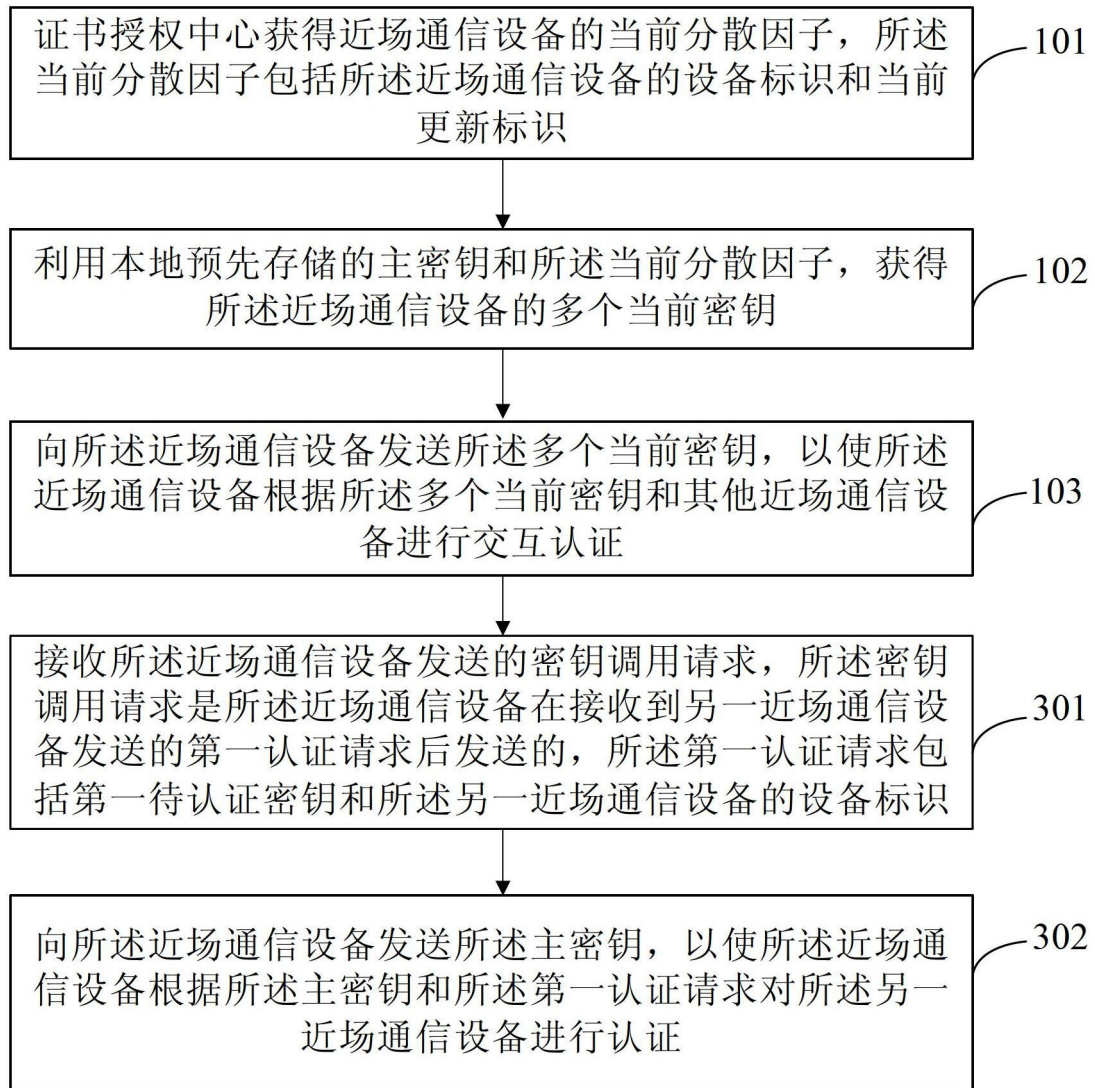 证书授权中心获得近场通信设备的当前分散因子，所述
当前分散因子包括所述近场通信设备的设备标识和当前
更新标识
101
利用本地预先存储的主密钥和所述当前分散因子，获得
所述近场通信设备的多个当前密钥
102
向所述近场通信设备发送所述多个当前密钥，以使所述
近场通信设备根据所述多个当前密钥和其他近场通信设
备进行交互认证
103
接收所述近场通信设备发送的密钥调用请求，所述密钥
调用请求是所述近场通信设备在接收到另一近场通信设
备发送的第一认证请求后发送的，所述第一认证请求包
括第一待认证密钥和所述另一近场通信设备的设备标识
301
向所述近场通信设备发送所述主密钥，以使所述近场通
信设备根据所述主密钥和所述第一认证请求对所述另一
近场通信设备进行认证
302